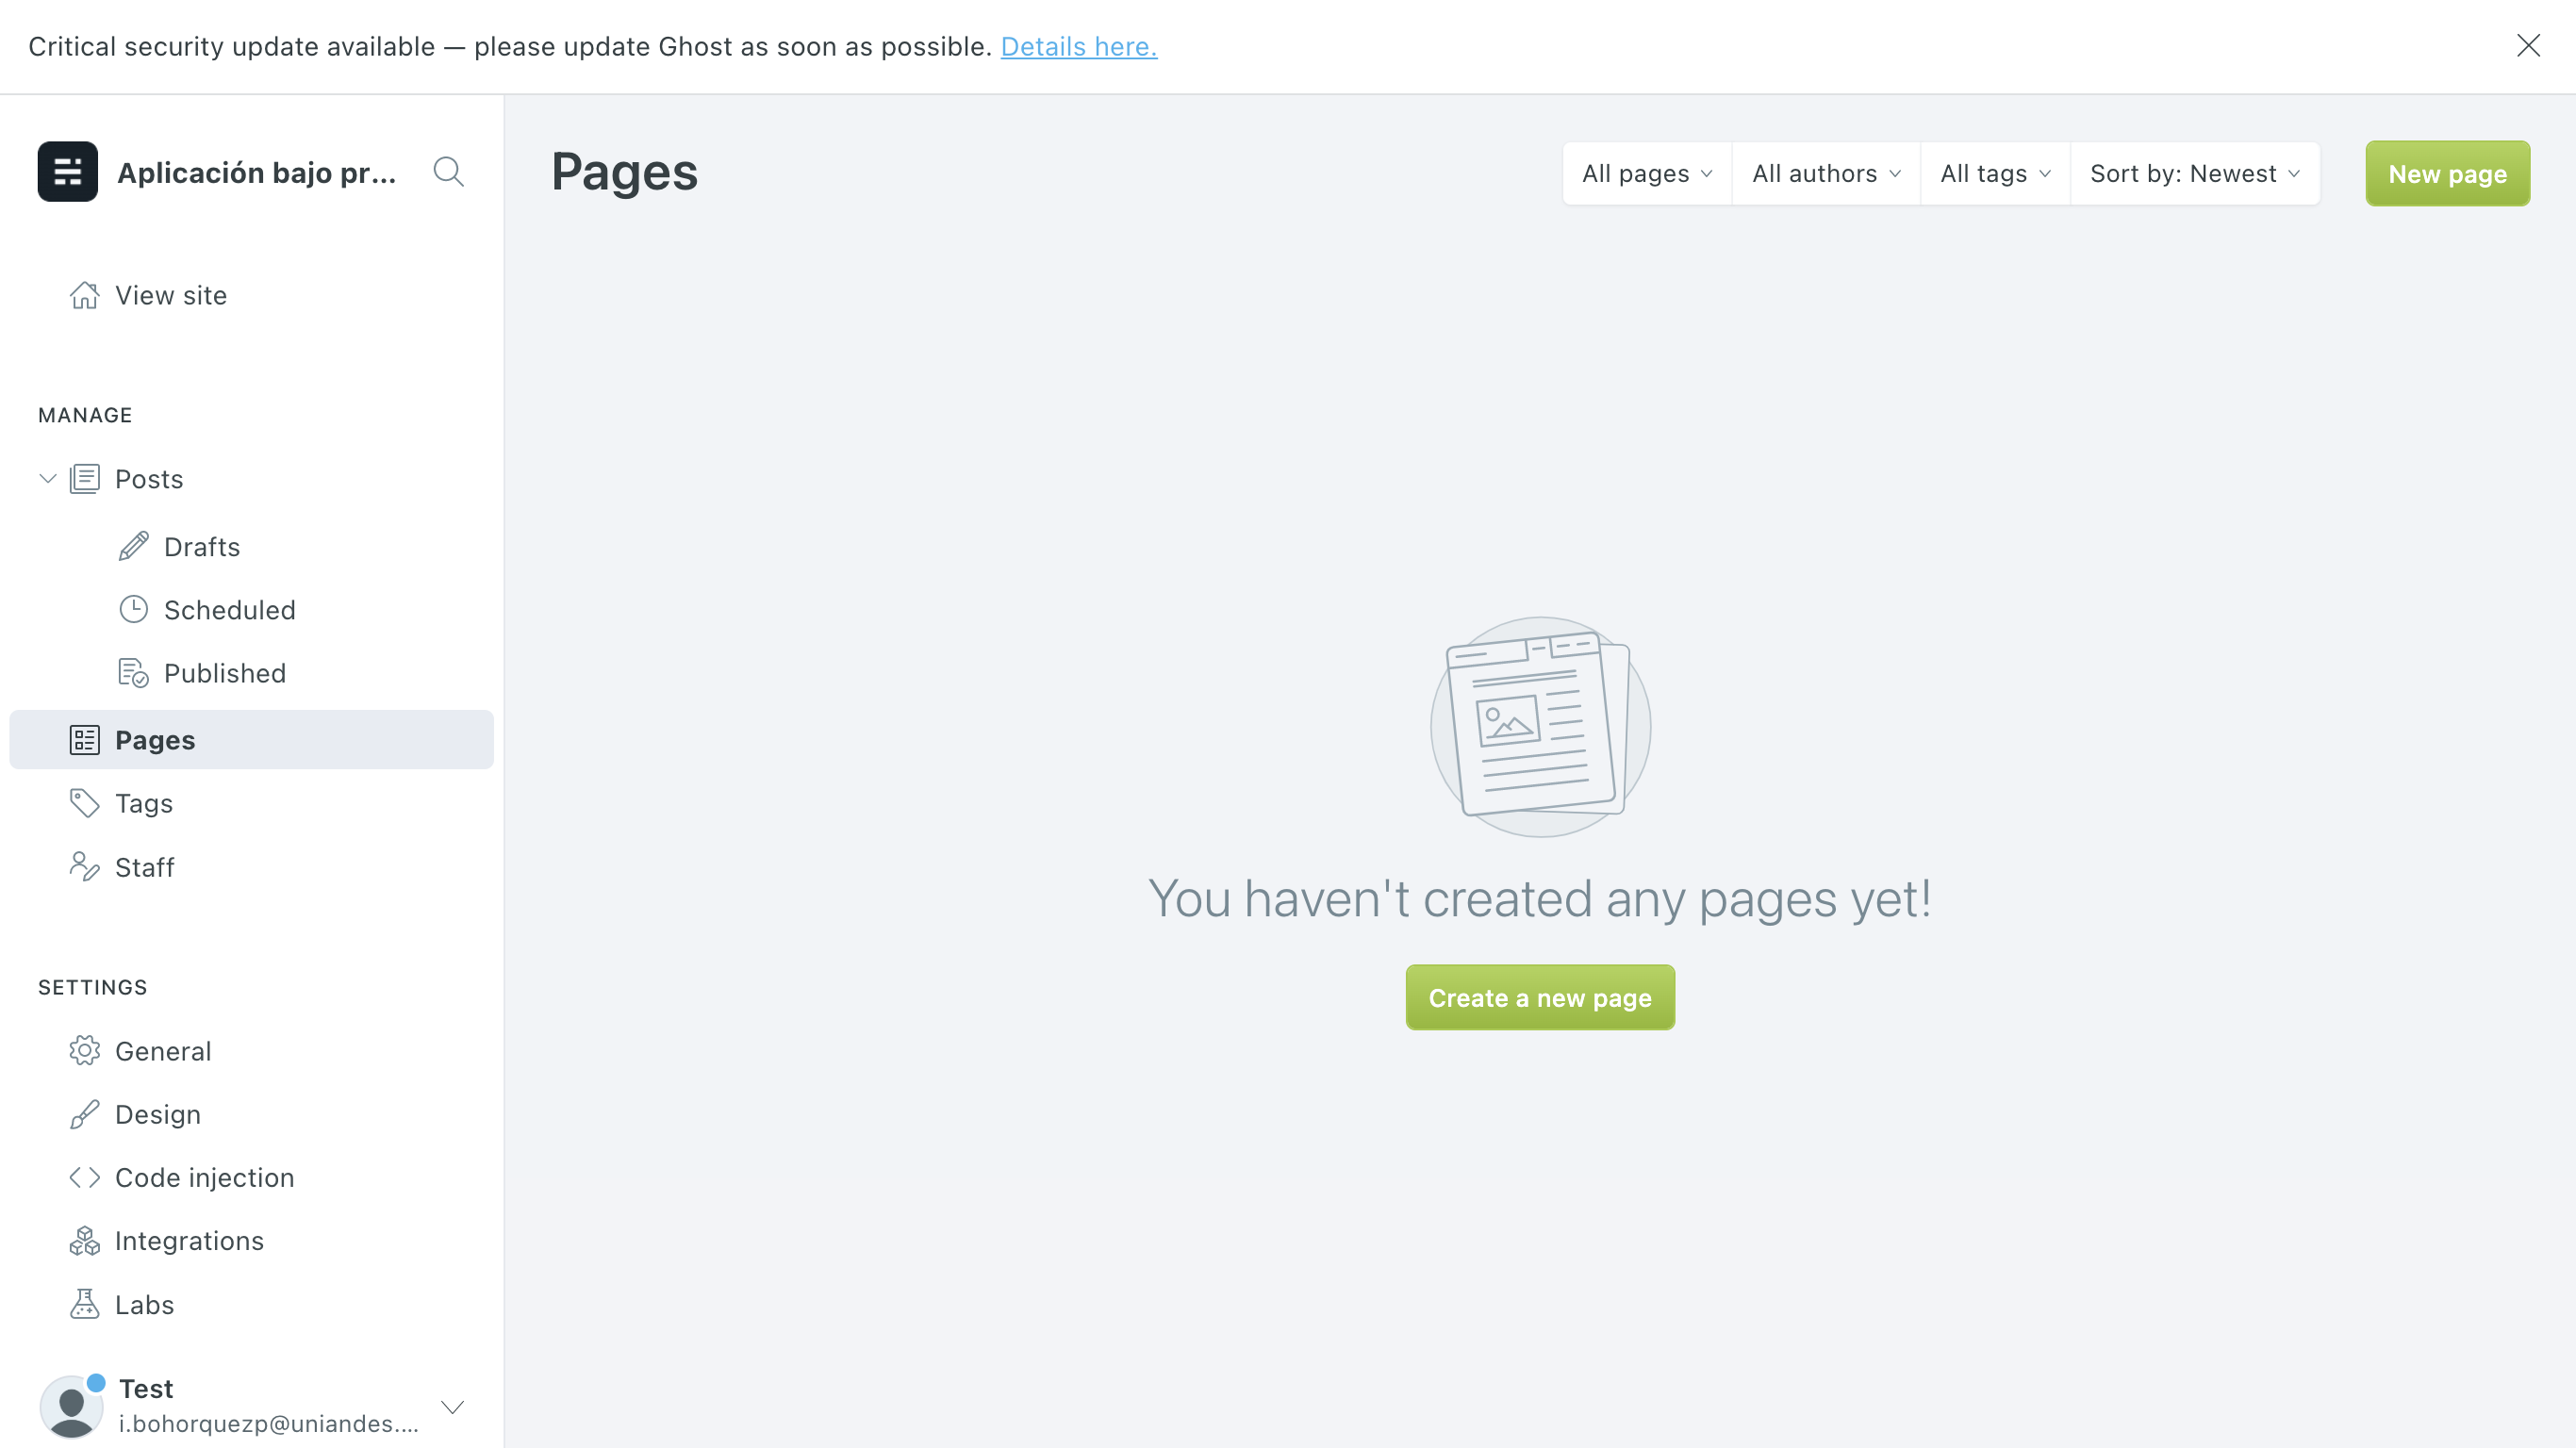 Critical security update available — please update Ghost as soon as possible. Details here.
Aplicación bajo pr...
Pages
All pages
All authors
All tags
Sort by: Newest
New page
View site
MANAGE
Posts
Drafts
Scheduled
Published
Pages
Tags
Staff
You haven't created any pages yet!
Create a new page
SETTINGS
General
Design
Code injection
Integrations
Labs
Test
i.bohorquezp@uniandes....